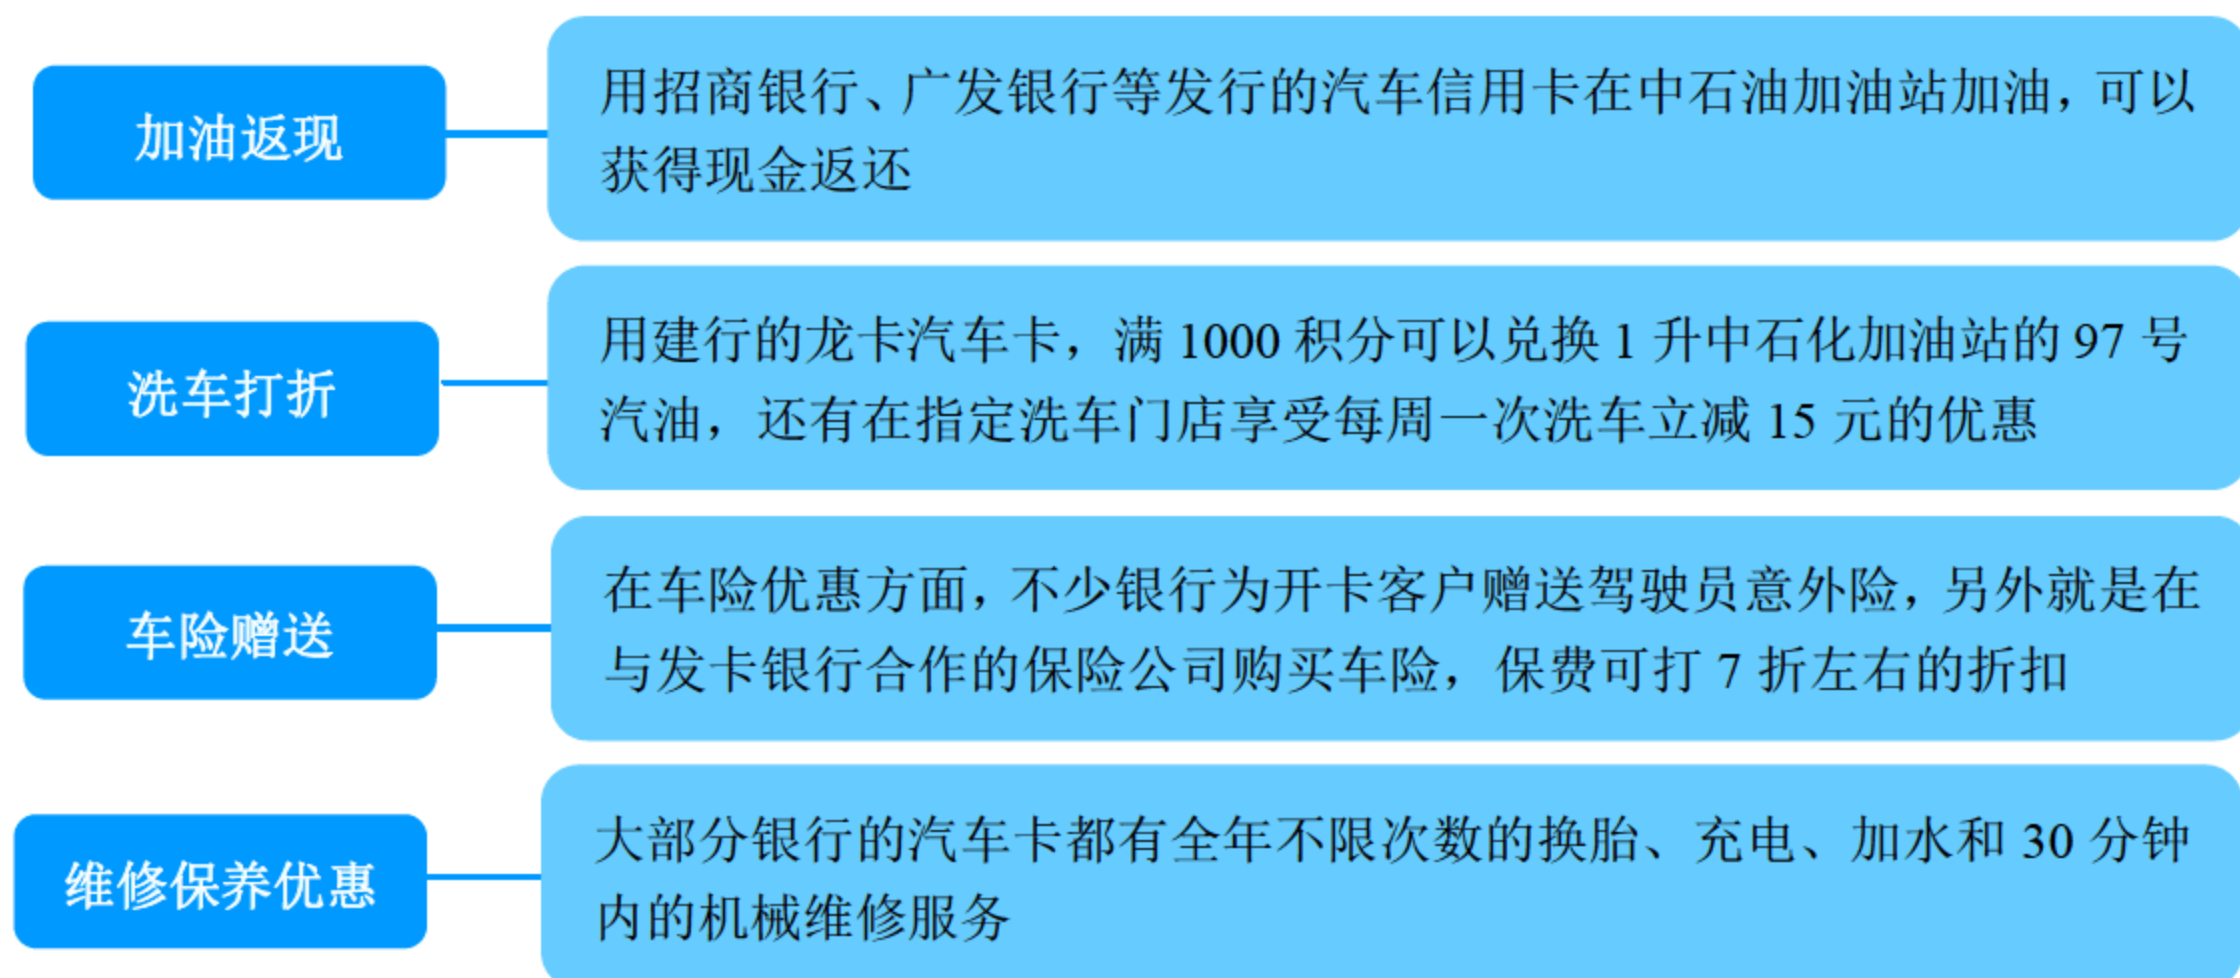 加油返现
用招商银行、广发银行等发行的汽车信用卡在中石油加油站加油，可以
获得现金返还
洗车打折
用建行的龙卡汽车卡，满 1000 积分可以兑换 1 升中石化加油站的 97 号
汽油，还有在指定洗车门店享受每周一次洗车立减 15 元的优惠
车险赠送
在车险优惠方面，不少银行为开卡客户赠送驾驶员意外险，另外就是在
与发卡银行合作的保险公司购买车险，保费可打 7 折左右的折扣
维修保养优惠
大部分银行的汽车卡都有全年不限次数的换胎、充电、加水和 30 分钟
内的机械维修服务